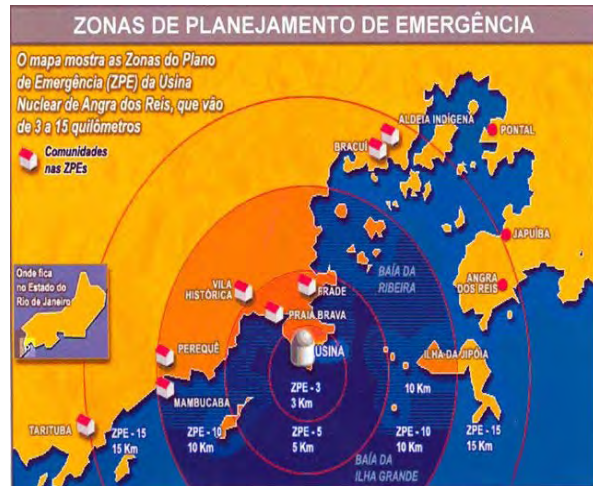 ZONAS DE PLANEJAMENTO DE EMERGÊNCIA
O mapa mostra as Zonas do Plano
de Emergência (ZPE) da Usina
Nuclear de Angra dos Reis, que vão
de 3 a 15 quilômetros
Comunidades
nas ZPEs
ALDEIA INDÍGENA
PONTAL
BRACUÍ
JAPUÍBA
Onde fica
no Estado do
Rio de Janeiro
BAÍA DA
RIBEIRA
VILA
HISTÓRICA
FRADE
ANGRA
DOS REIS
PRAIA BRAVA
PEREQUÊ
USINA
ILHA DA JIPÓIA
MAMBUCABA
ZPE - 3
3 Km
10 Km
TARITUBA
ZPE - 15
15 Km
ZPE - 10
10 Km
ZPE - 5
5 Km
ZPE - 10
10 Km
ZPE - 15
15 Km
BAÍA DA
ILHA GRANDE